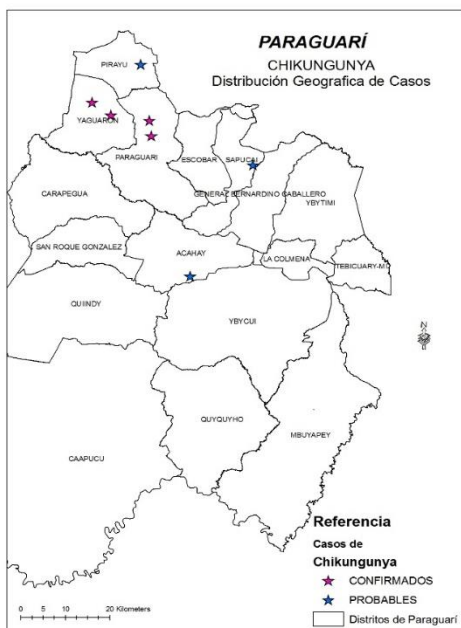 PARAGUARÍ
CHIKUNGUNYA
Distribución Geografica de Casos
PIRAYU
YAGUARON
PARAGUARI
ESCOBAR
SAPUCAI
GENERAL BERNARDINO CABALLERO
YBYTIMI
CARAPEGUA
SAN ROQUE GONZALEZ
ACAHAY
LA COLMENA
TEBICUARY-MI
QUIINDY
YBYCUI
N
QUYQUYHO
MBUYAPEY
CAAPUCU
Referencia
Casos de
Chikungunya
CONFIRMADOS
PROBABLES
Distritos de Paraguarí
0 5 10 20 Kilometers